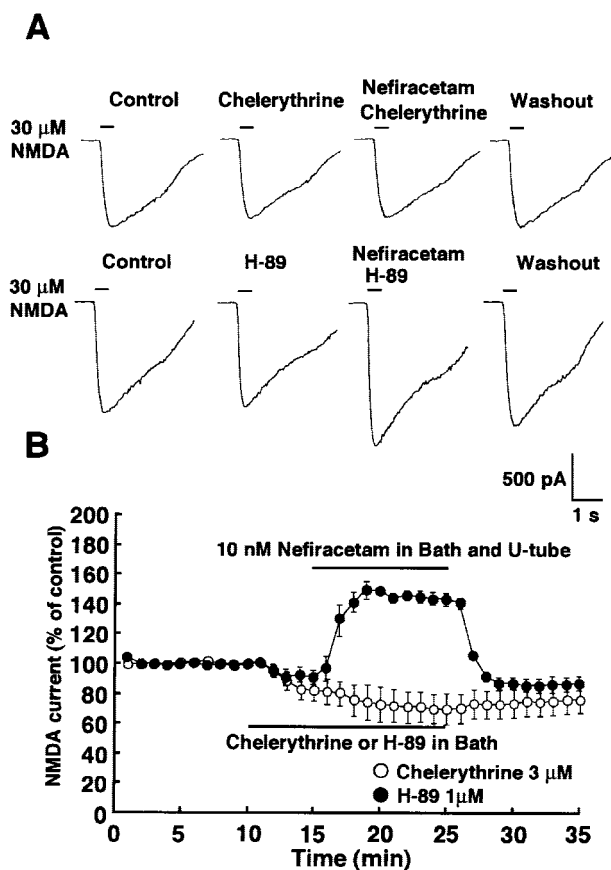 A
Control Chelerythrine Nefiracetam Chelerythrine Washout
30 µM NMDA
Control H-89 Nefiracetam H-89 Washout
30 µM NMDA
500 pA
1 s
B
NMDA current (% of control)
200
180
160
140
120
100
80
60
40
20
0
10 nM Nefiracetam in Bath and U-tube
Chelerythrine or H-89 in Bath
Chelerythrine 3 µM
H-89 1µM
0 5 10 15 20 25 30 35
Time (min)